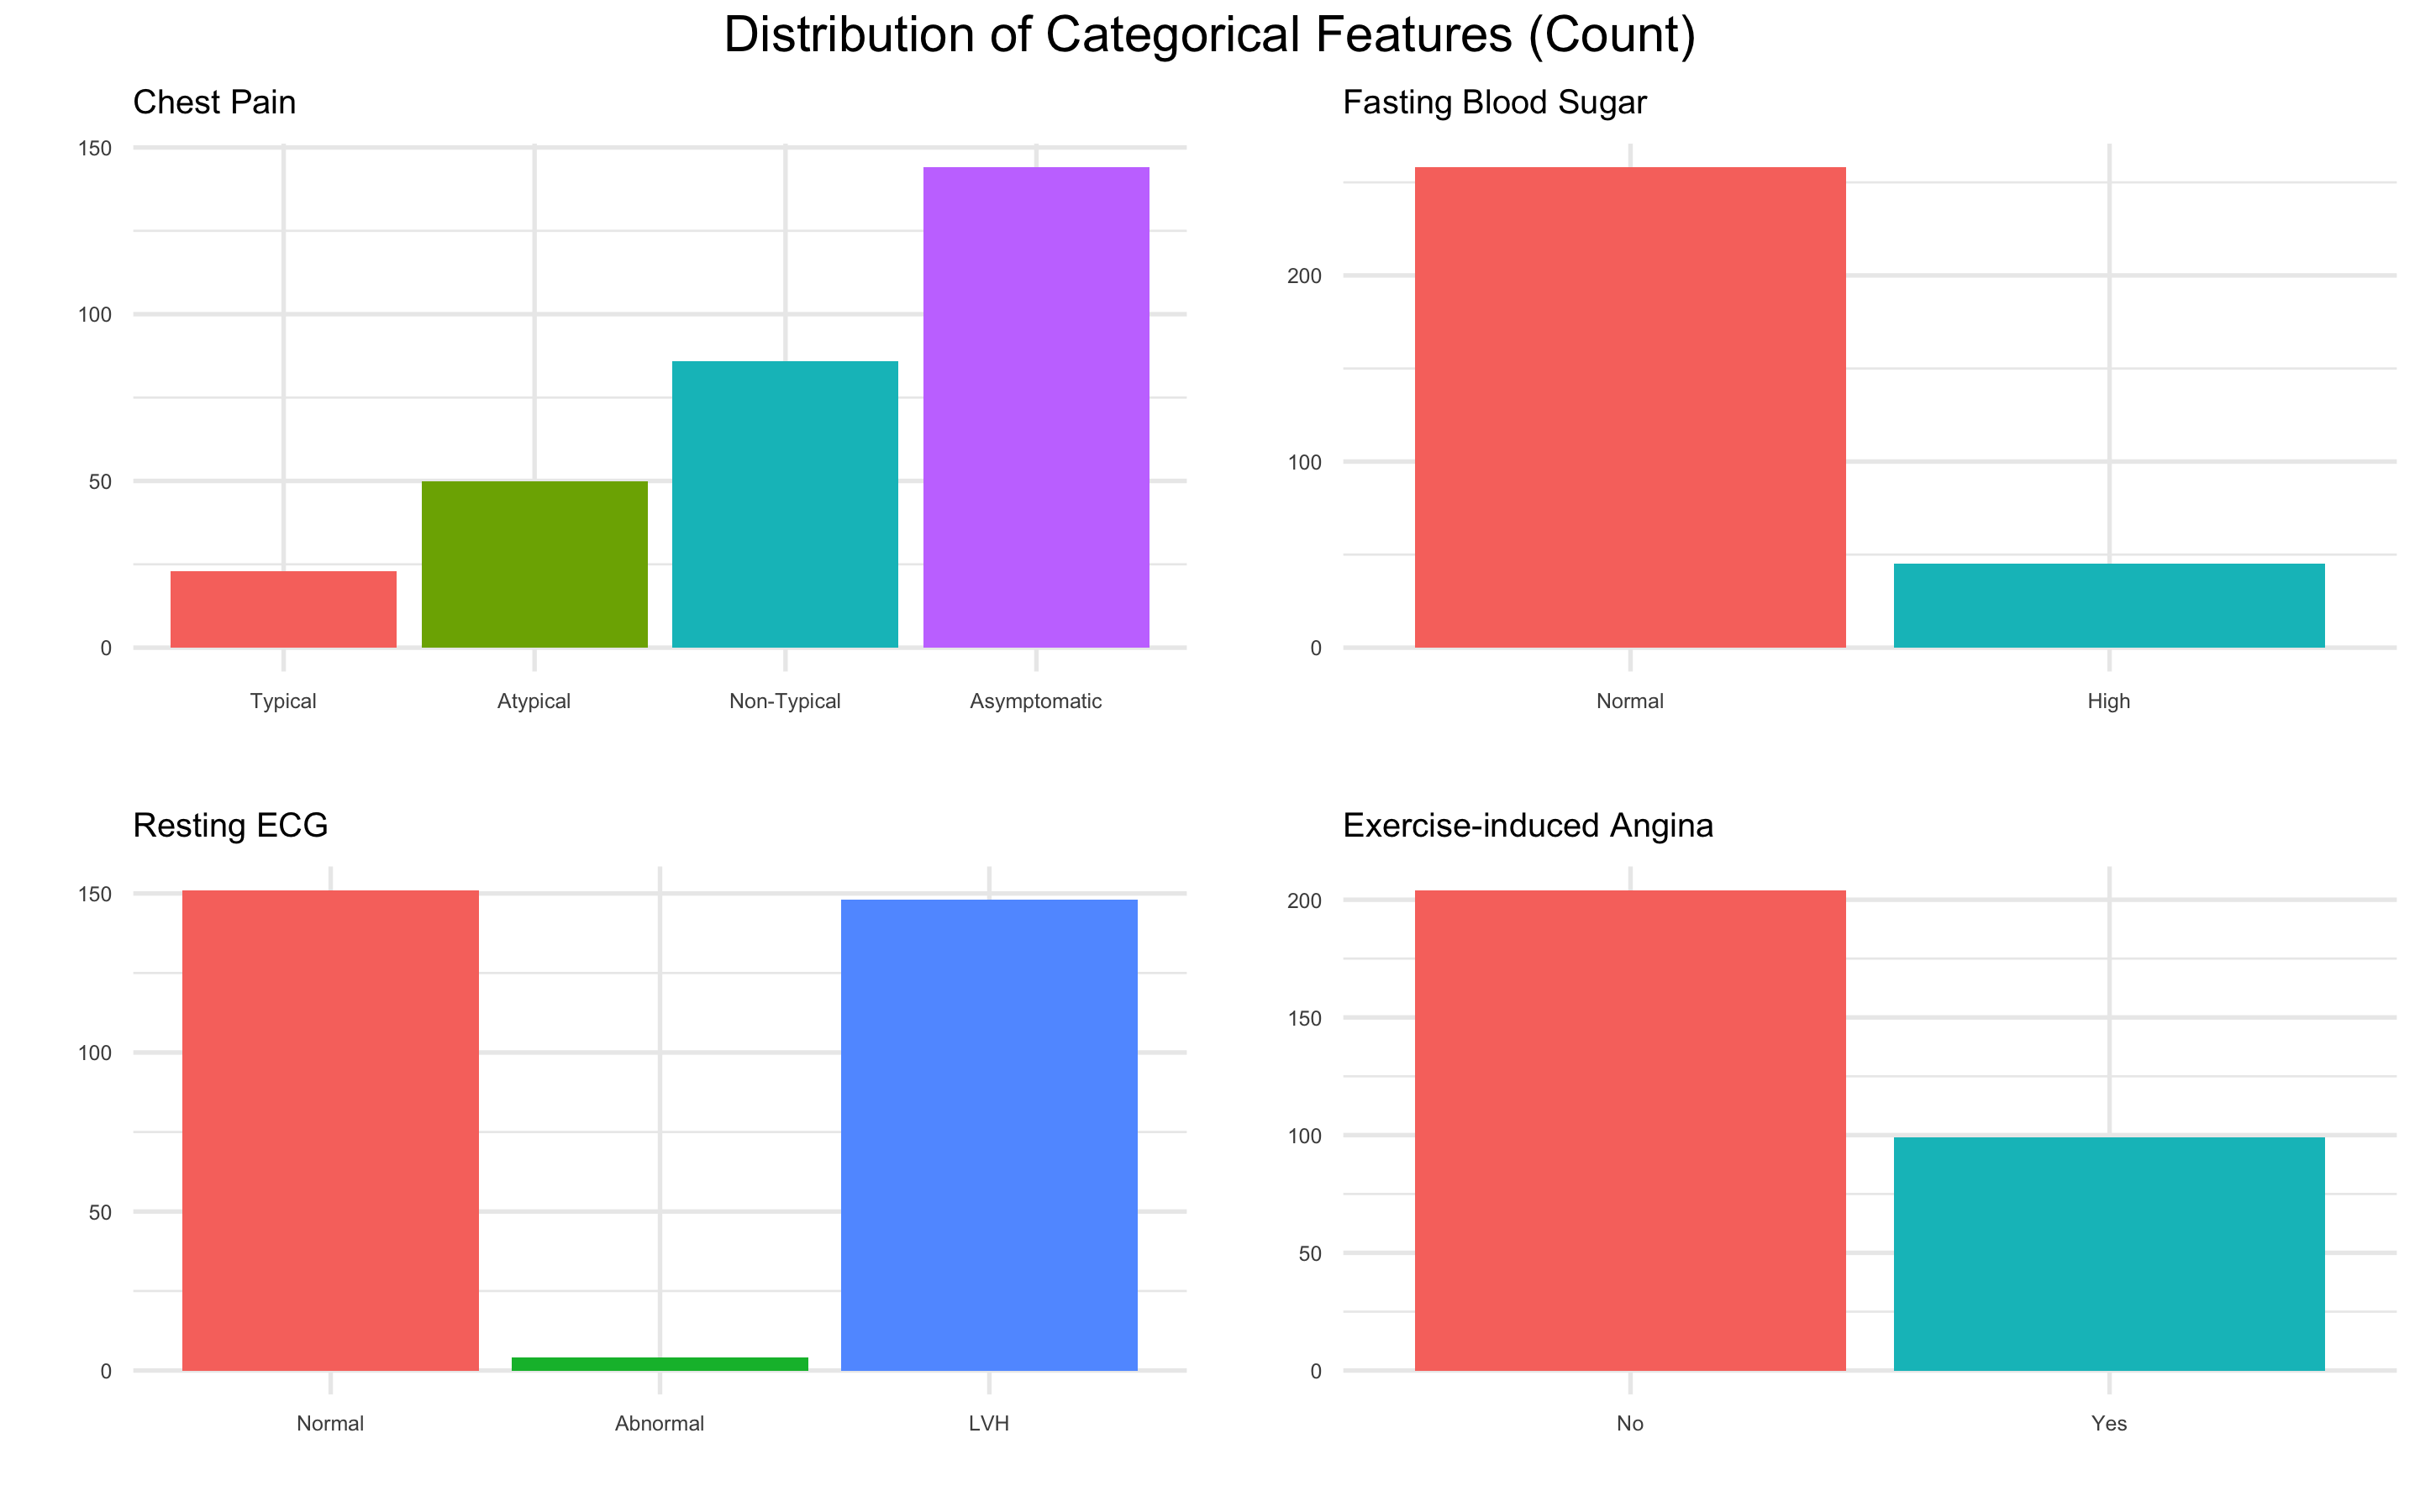 Distribution of Categorical Features (Count)
Chest Pain
150
100
50
0
Typical Atypical Non-Typical Asymptomatic
Fasting Blood Sugar
200
100
0
Normal High
Resting ECG
150
100
50
0
Normal Abnormal LVH
Exercise-induced Angina
200
150
100
50
0
No Yes